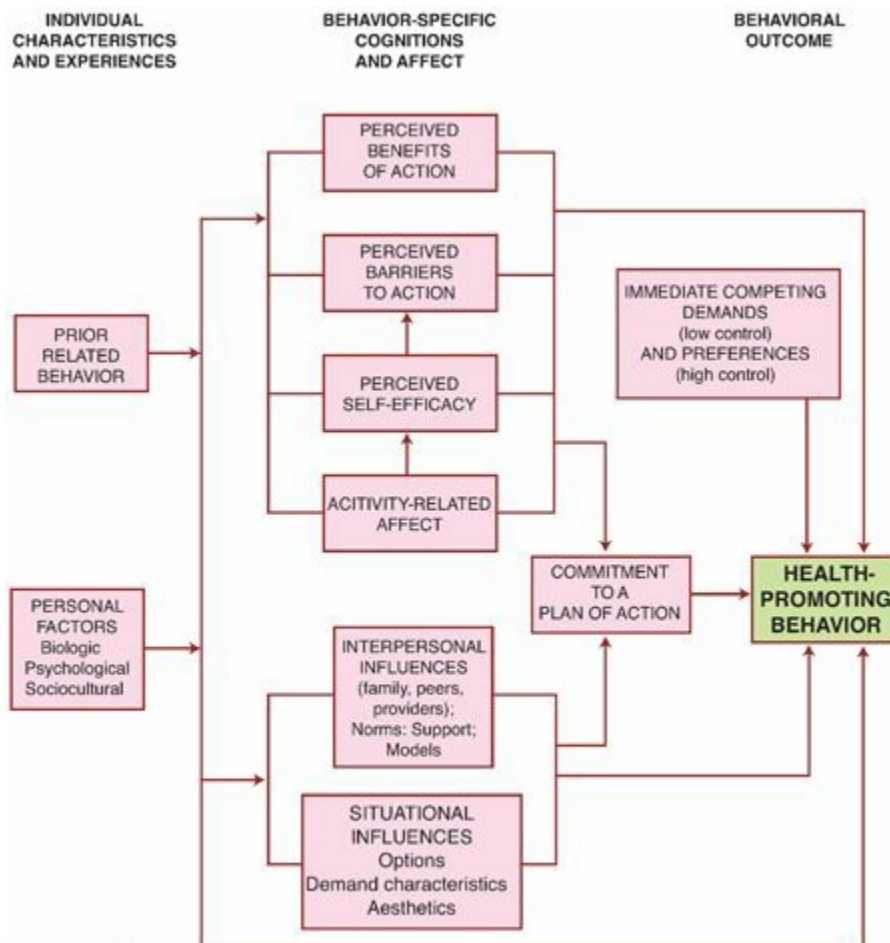 INDIVIDUAL
CHARACTERISTICS
AND EXPERIENCES
BEHAVIOR-SPECIFIC
COGNITIONS
AND AFFECT
BEHAVIORAL
OUTCOME
PERCEIVED
BENEFITS
OF ACTION
PERCEIVED
BARRIERS
TO ACTION
IMMEDIATE COMPETING
DEMANDS
(low control)
AND PREFERENCES
(high control)
PRIOR
RELATED
BEHAVIOR
PERCEIVED
SELF-EFFICACY
ACITIVITY-RELATED
AFFECT
COMMITMENT
TO A
PLAN OF ACTION
HEALTH-
PROMOTING
BEHAVIOR
PERSONAL
FACTORS
Biologic
Psychological
Sociocultural
INTERPERSONAL
INFLUENCES
(family, peers,
providers);
Norms: Support;
Models
SITUATIONAL
INFLUENCES
Options
Demand characteristics
Aesthetics